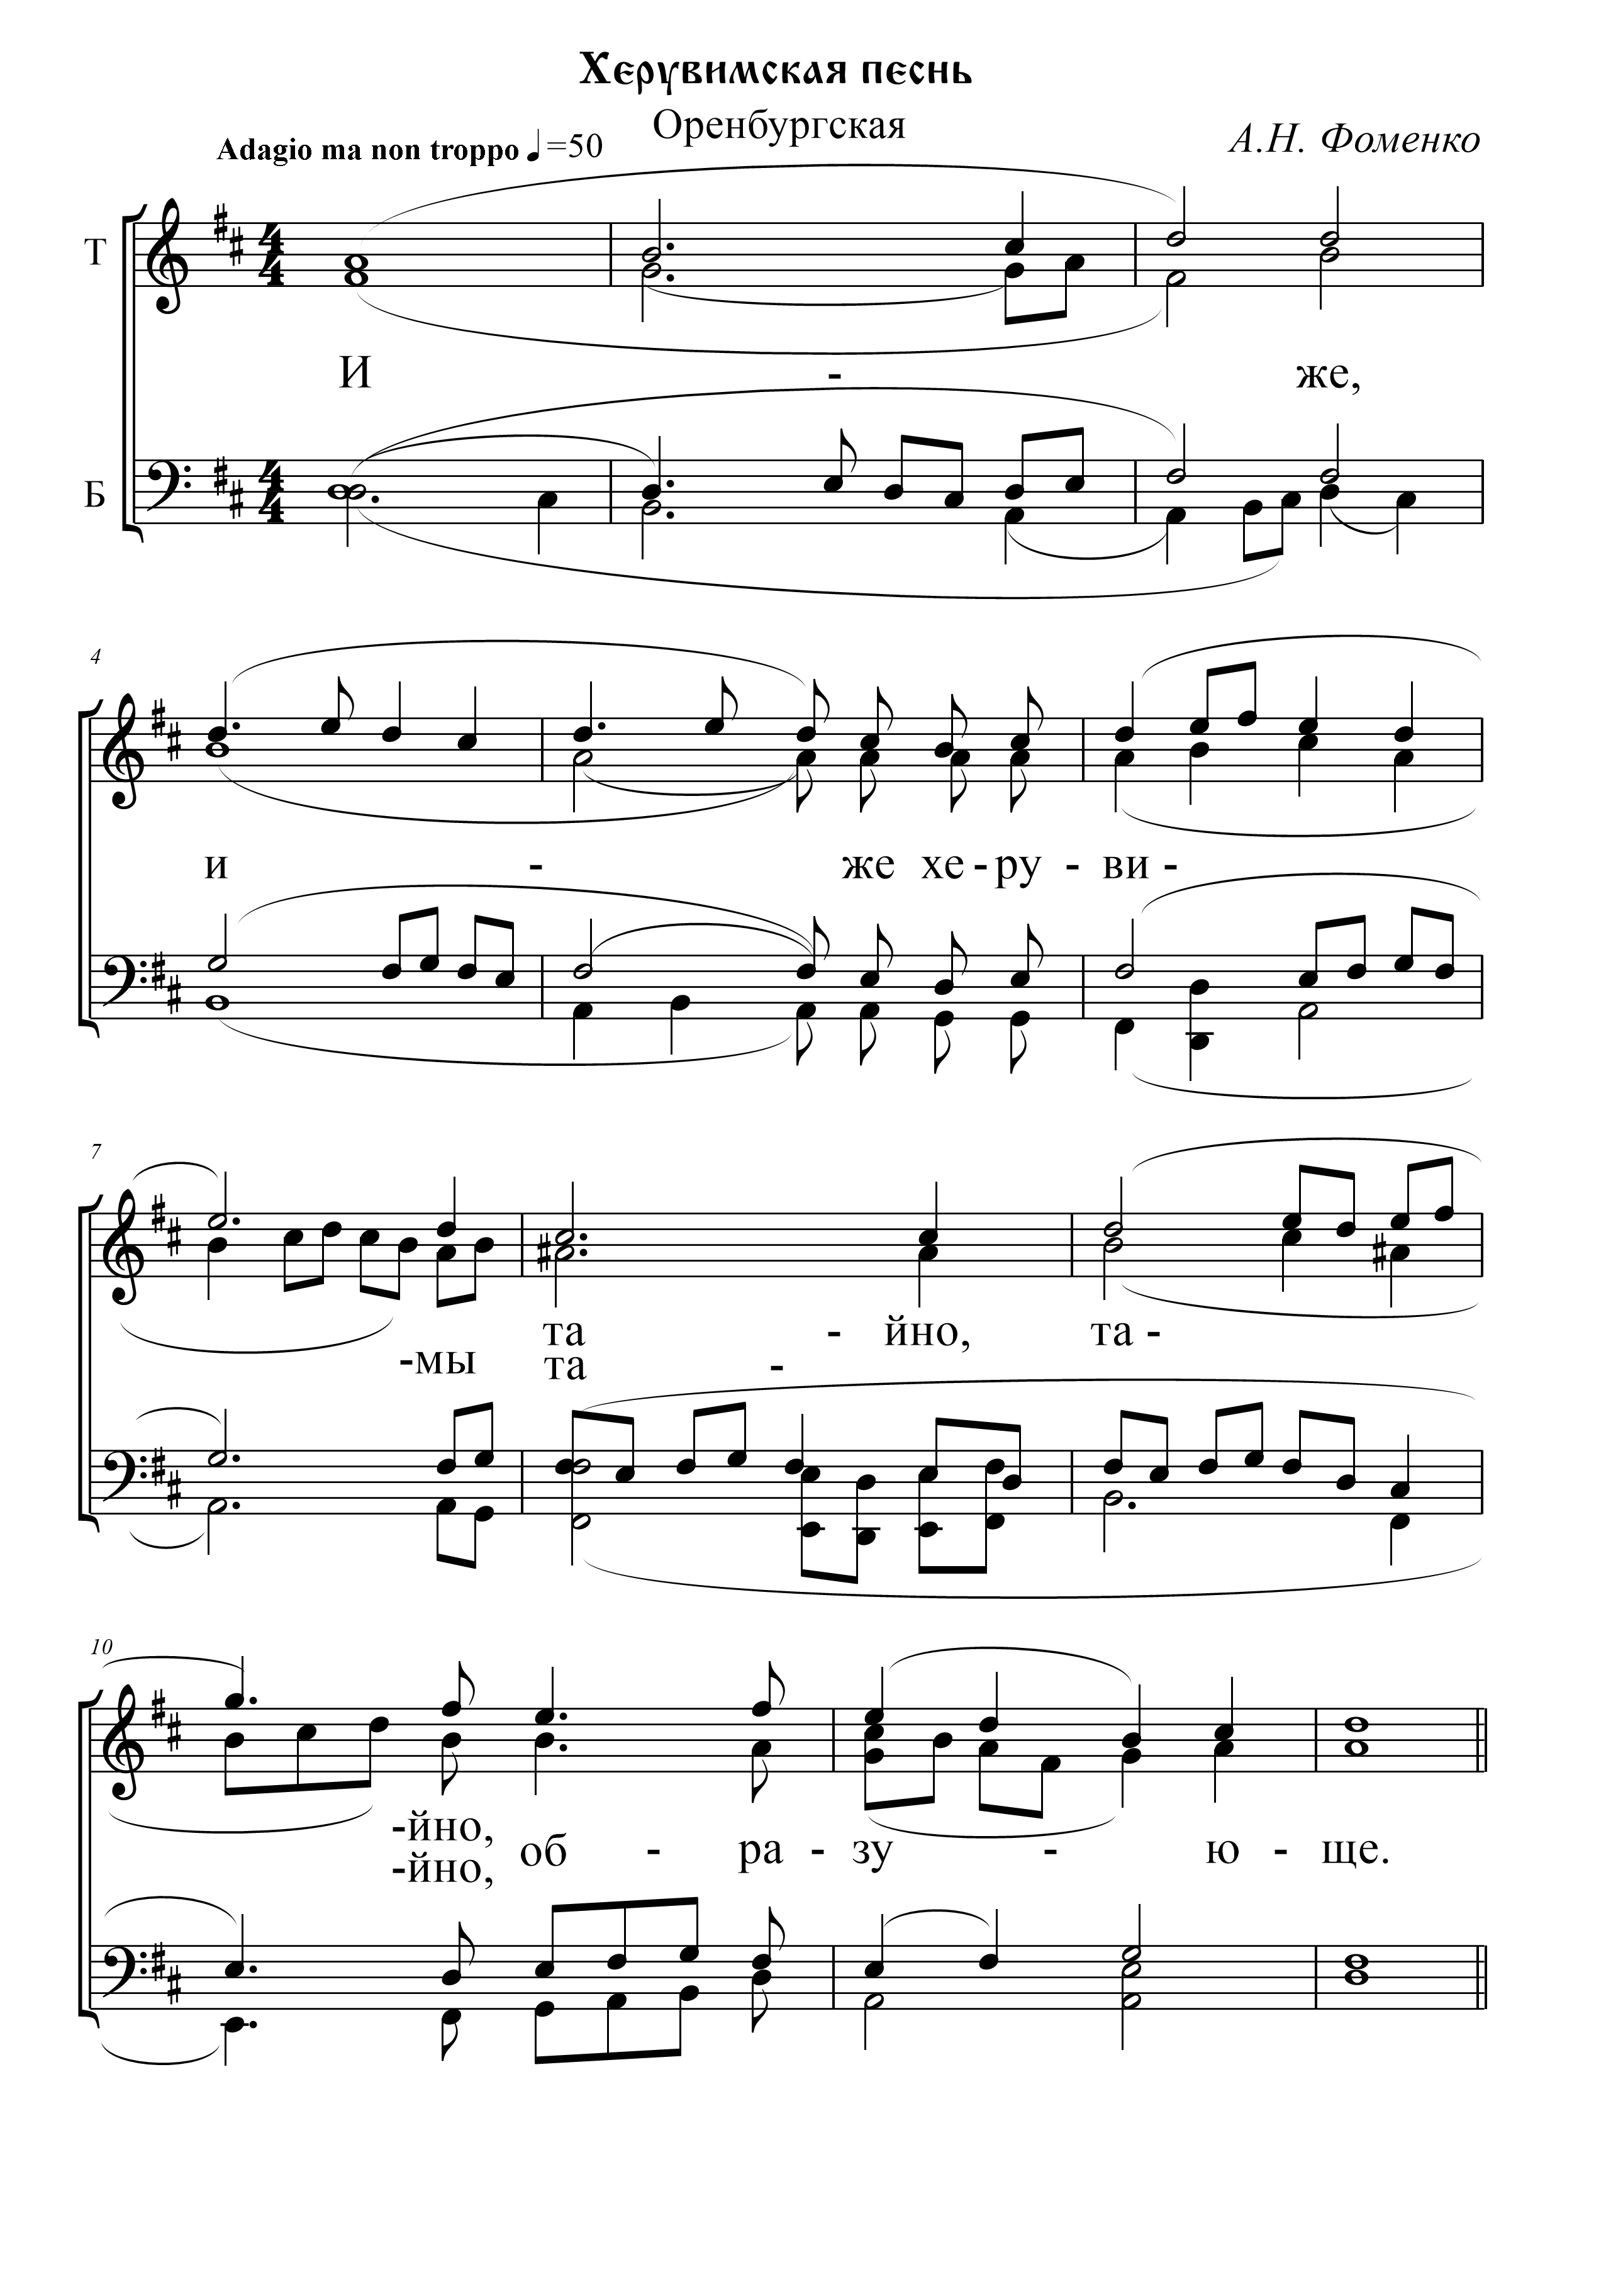 Херувимская песнь
Оренбургская
Adagio ma non troppo ♩=50
А.Н. Фоменко
Т
И - же,
Б
4
и - же хе - ру - ви -
7
та - йно, та -
-мы та -
10
-йно,
об - ра - зу - ю - ще.
-йно,